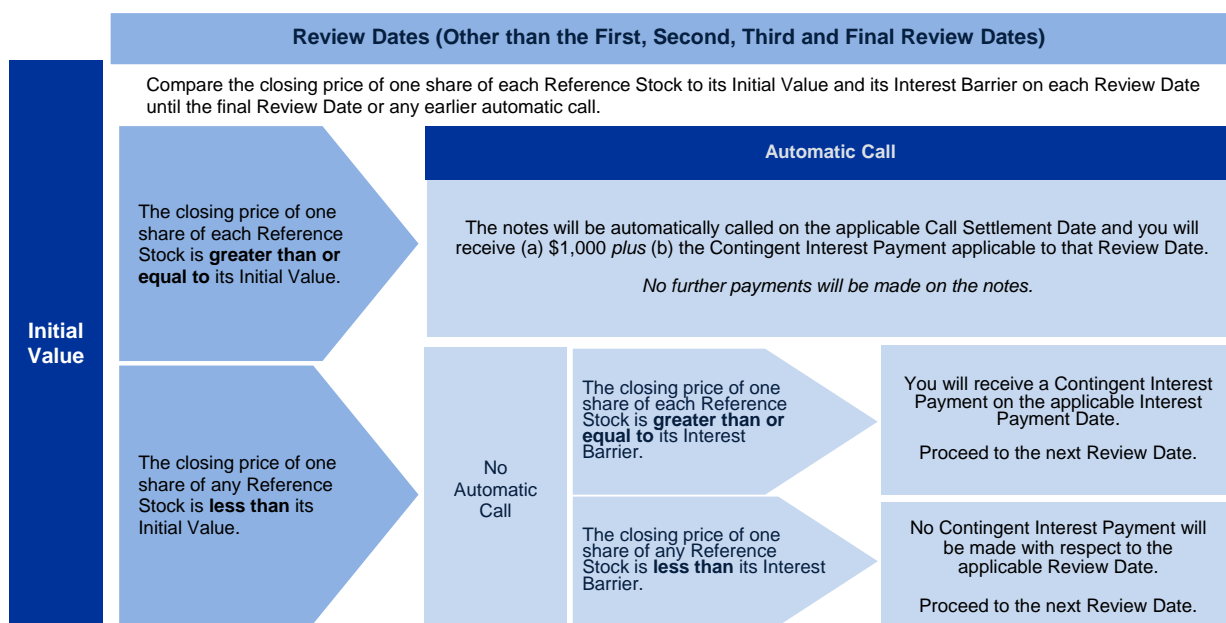 Review Dates (Other than the First, Second, Third and Final Review Dates)
Compare the closing price of one share of each Reference Stock to its Initial Value and its Interest Barrier on each Review Date
until the final Review Date or any earlier automatic call.
Initial
Value
The closing price of one
share of each Reference
Stock is greater than or
equal to its Initial Value.
Automatic Call
The notes will be automatically called on the applicable Call Settlement Date and you will
receive (a) $1,000 plus (b) the Contingent Interest Payment applicable to that Review Date.
No further payments will be made on the notes.
The closing price of one
share of any Reference
Stock is less than its
Initial Value.
No
Automatic
Call
The closing price of one
share of each Reference
Stock is greater than or
equal to its Interest
Barrier.
You will receive a Contingent Interest
Payment on the applicable Interest
Payment Date.
Proceed to the next Review Date.
The closing price of one
share of any Reference
Stock is less than its Interest
Barrier.
No Contingent Interest Payment will
be made with respect to the
applicable Review Date.
Proceed to the next Review Date.